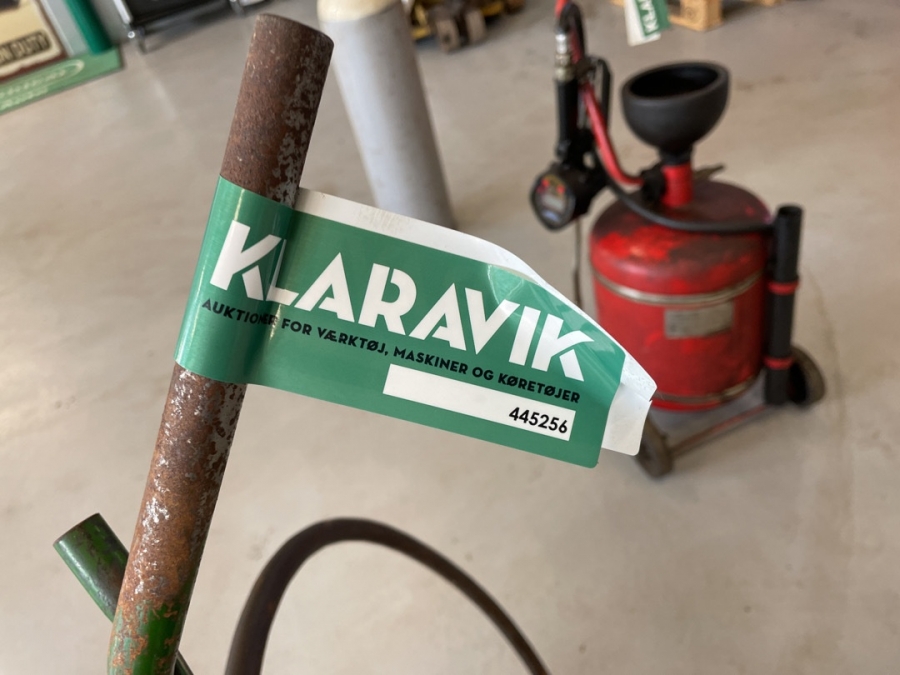 KLARAVIK
AUKTIONER FOR VÆRKTØJ, MASKINER OG KØRETØJER
445256